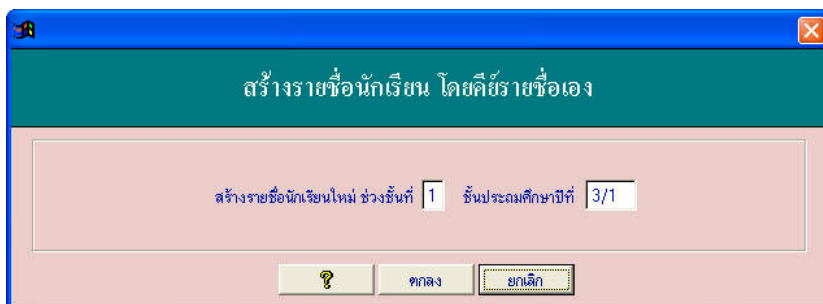 สร้างรายชื่อนักเรียน โดยคีย์รายชื่อเอง
สร้างรายชื่อนักเรียนใหม่ ช่วงชั้นที่ 1 ชั้นประถมศึกษาปีที่ 3/1
? ตกลง ยกเลิก